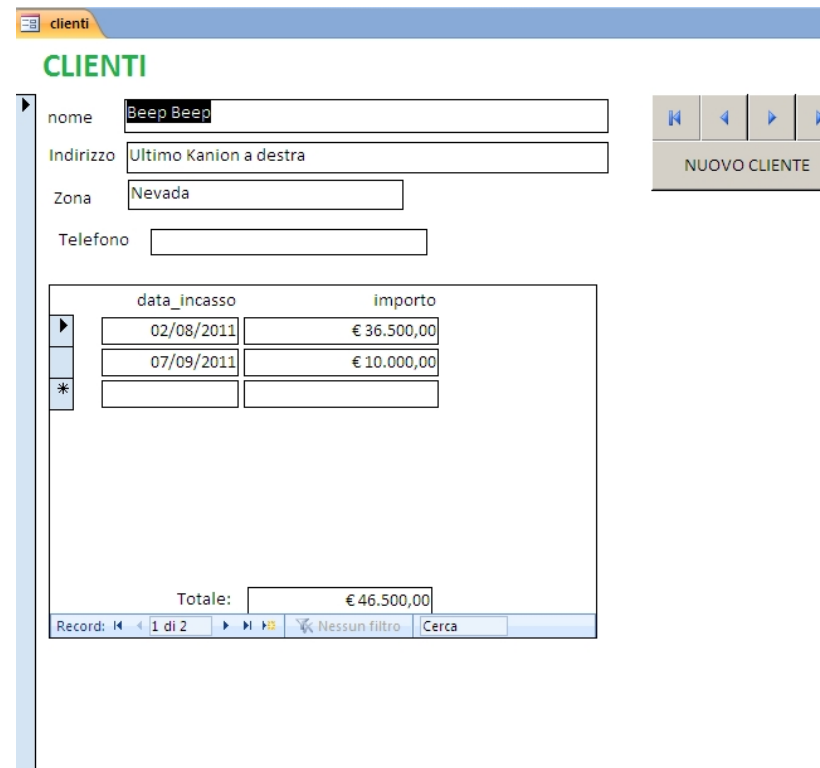 clienti
CLIENTI
nome Beep Beep
Indirizzo Ultimo Kanion a destra
NUOVO CLIENTE
Zona Nevada
Telefono
data_incasso importo
02/08/2011 € 36.500,00
07/09/2011 € 10.000,00
Totale: € 46.500,00
Record: 1 di 2 Nessun filtro Cerca